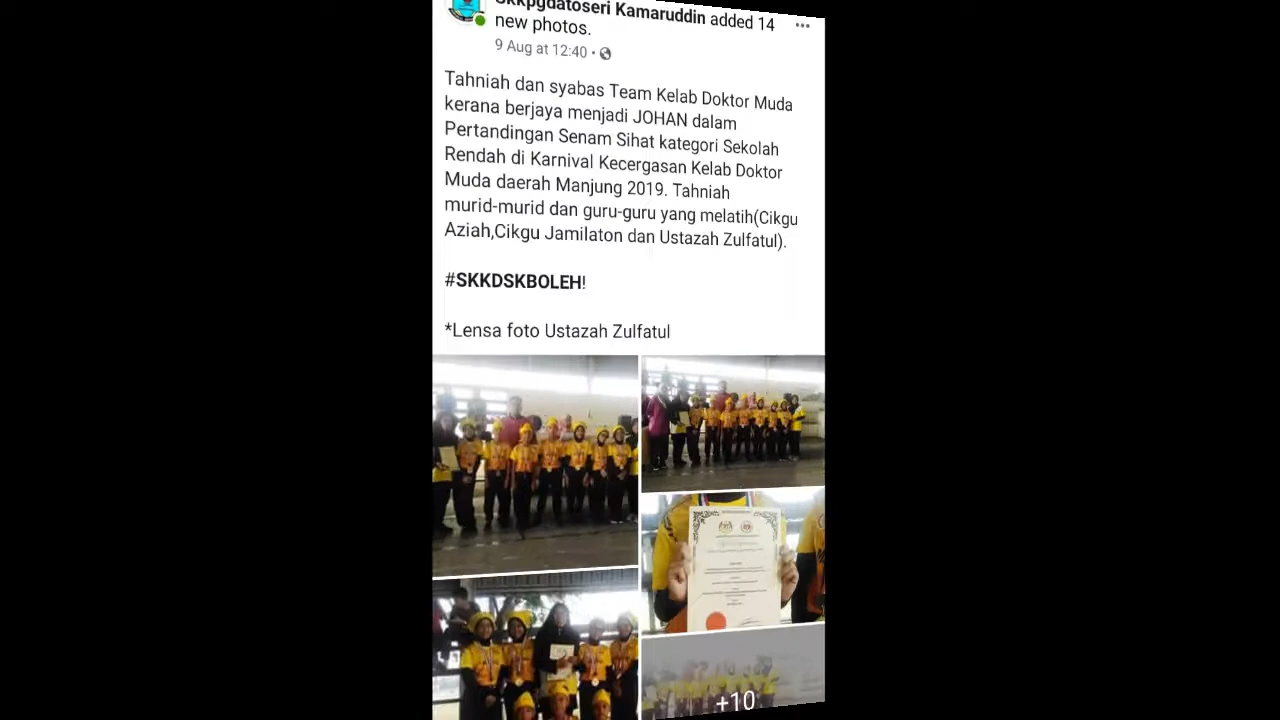 Skkpgdatoseri Kamaruddin added 14
new photos.
9 Aug at 12:40 •
Tahniah dan syabas Team Kelab Doktor Muda
kerana berjaya menjadi JOHAN dalam
Pertandingan Senam Sihat kategori Sekolah
Rendah di Karnival Kecergasan Kelab Doktor
Muda daerah Manjung 2019. Tahniah
murid-murid dan guru-guru yang melatih(Cikgu
Aziah,Cikgu Jamilaton dan Ustazah Zulfatul).
#SKKDSKBOLEH!
*Lensa foto Ustazah Zulfatul
+10